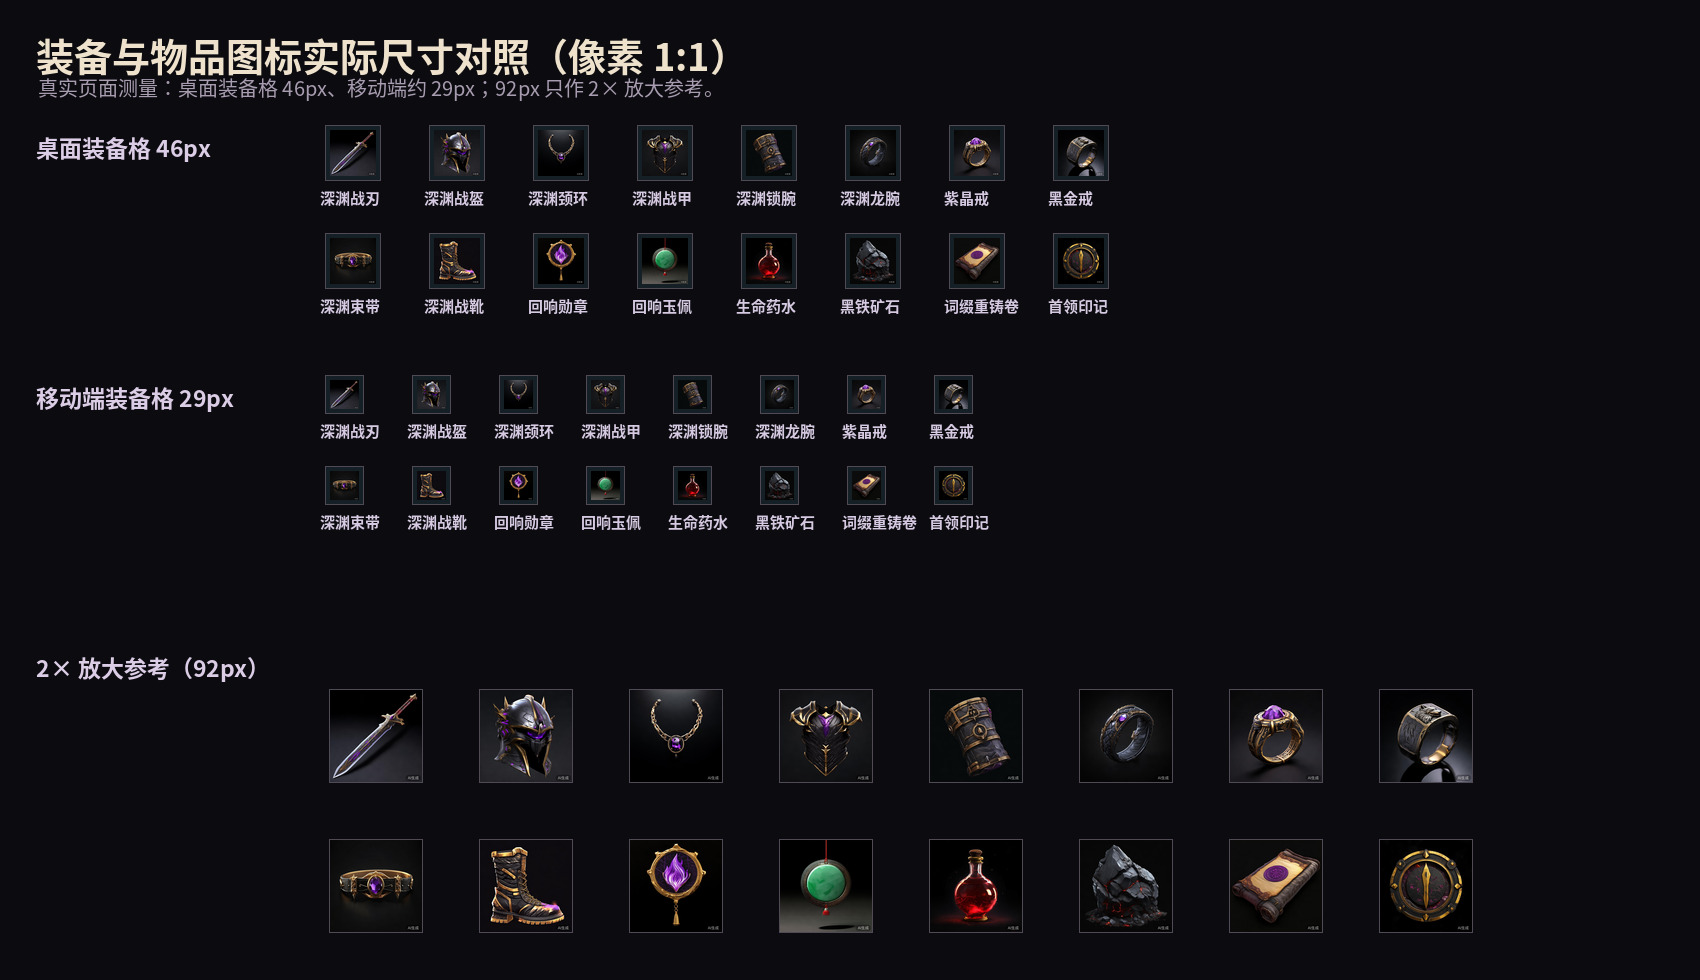 装备与物品图标实际尺寸对照（像素 1:1）
真实页面测量：桌面装备格 46px、移动端约 29px；92px 只作 2× 放大参考。
桌面装备格 46px
深渊战刃 深渊战盔 深渊颈环 深渊战甲 深渊锁腕 深渊龙腕 紫晶戒 黑金戒
深渊束带 深渊战靴 回响勋章 回响玉佩 生命药水 黑铁矿石 词缀重铸卷 首领印记
移动端装备格 29px
深渊战刃 深渊战盔 深渊颈环 深渊战甲 深渊锁腕 深渊龙腕 紫晶戒 黑金戒
深渊束带 深渊战靴 回响勋章 回响玉佩 生命药水 黑铁矿石 词缀重铸卷 首领印记
2× 放大参考（92px）